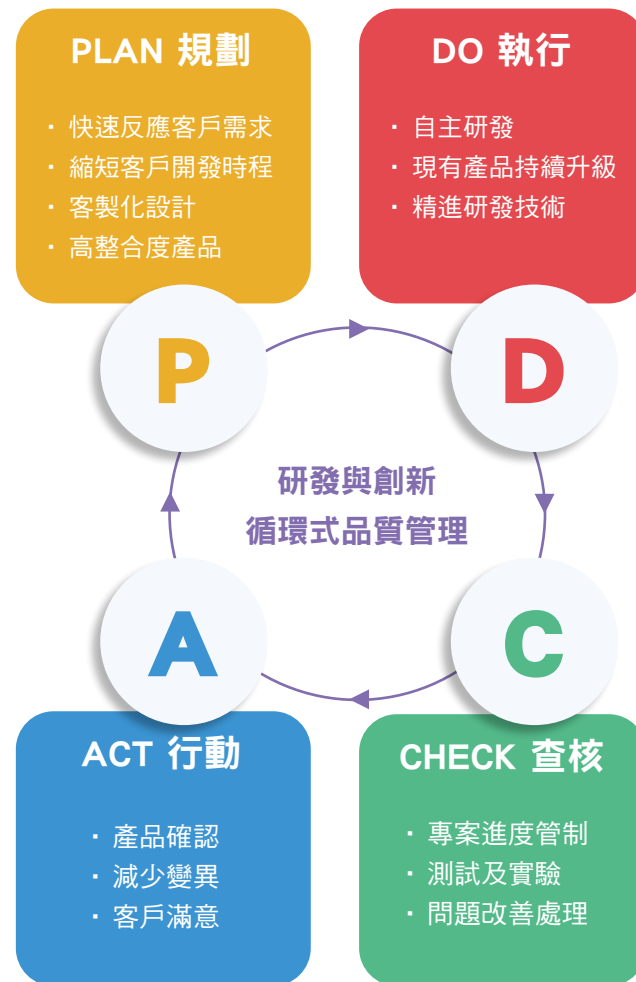 PLAN 規劃
· 快速反應客戶需求
· 縮短客戶開發時程
· 客製化設計
· 高整合度產品
DO 執行
· 自主研發
· 現有產品持續升級
· 精進研發技術
P
D
研發與創新
循環式品質管理
A
C
ACT 行動
· 產品確認
· 減少變異
· 客戶滿意
CHECK 查核
· 專案進度管制
· 測試及實驗
· 問題改善處理